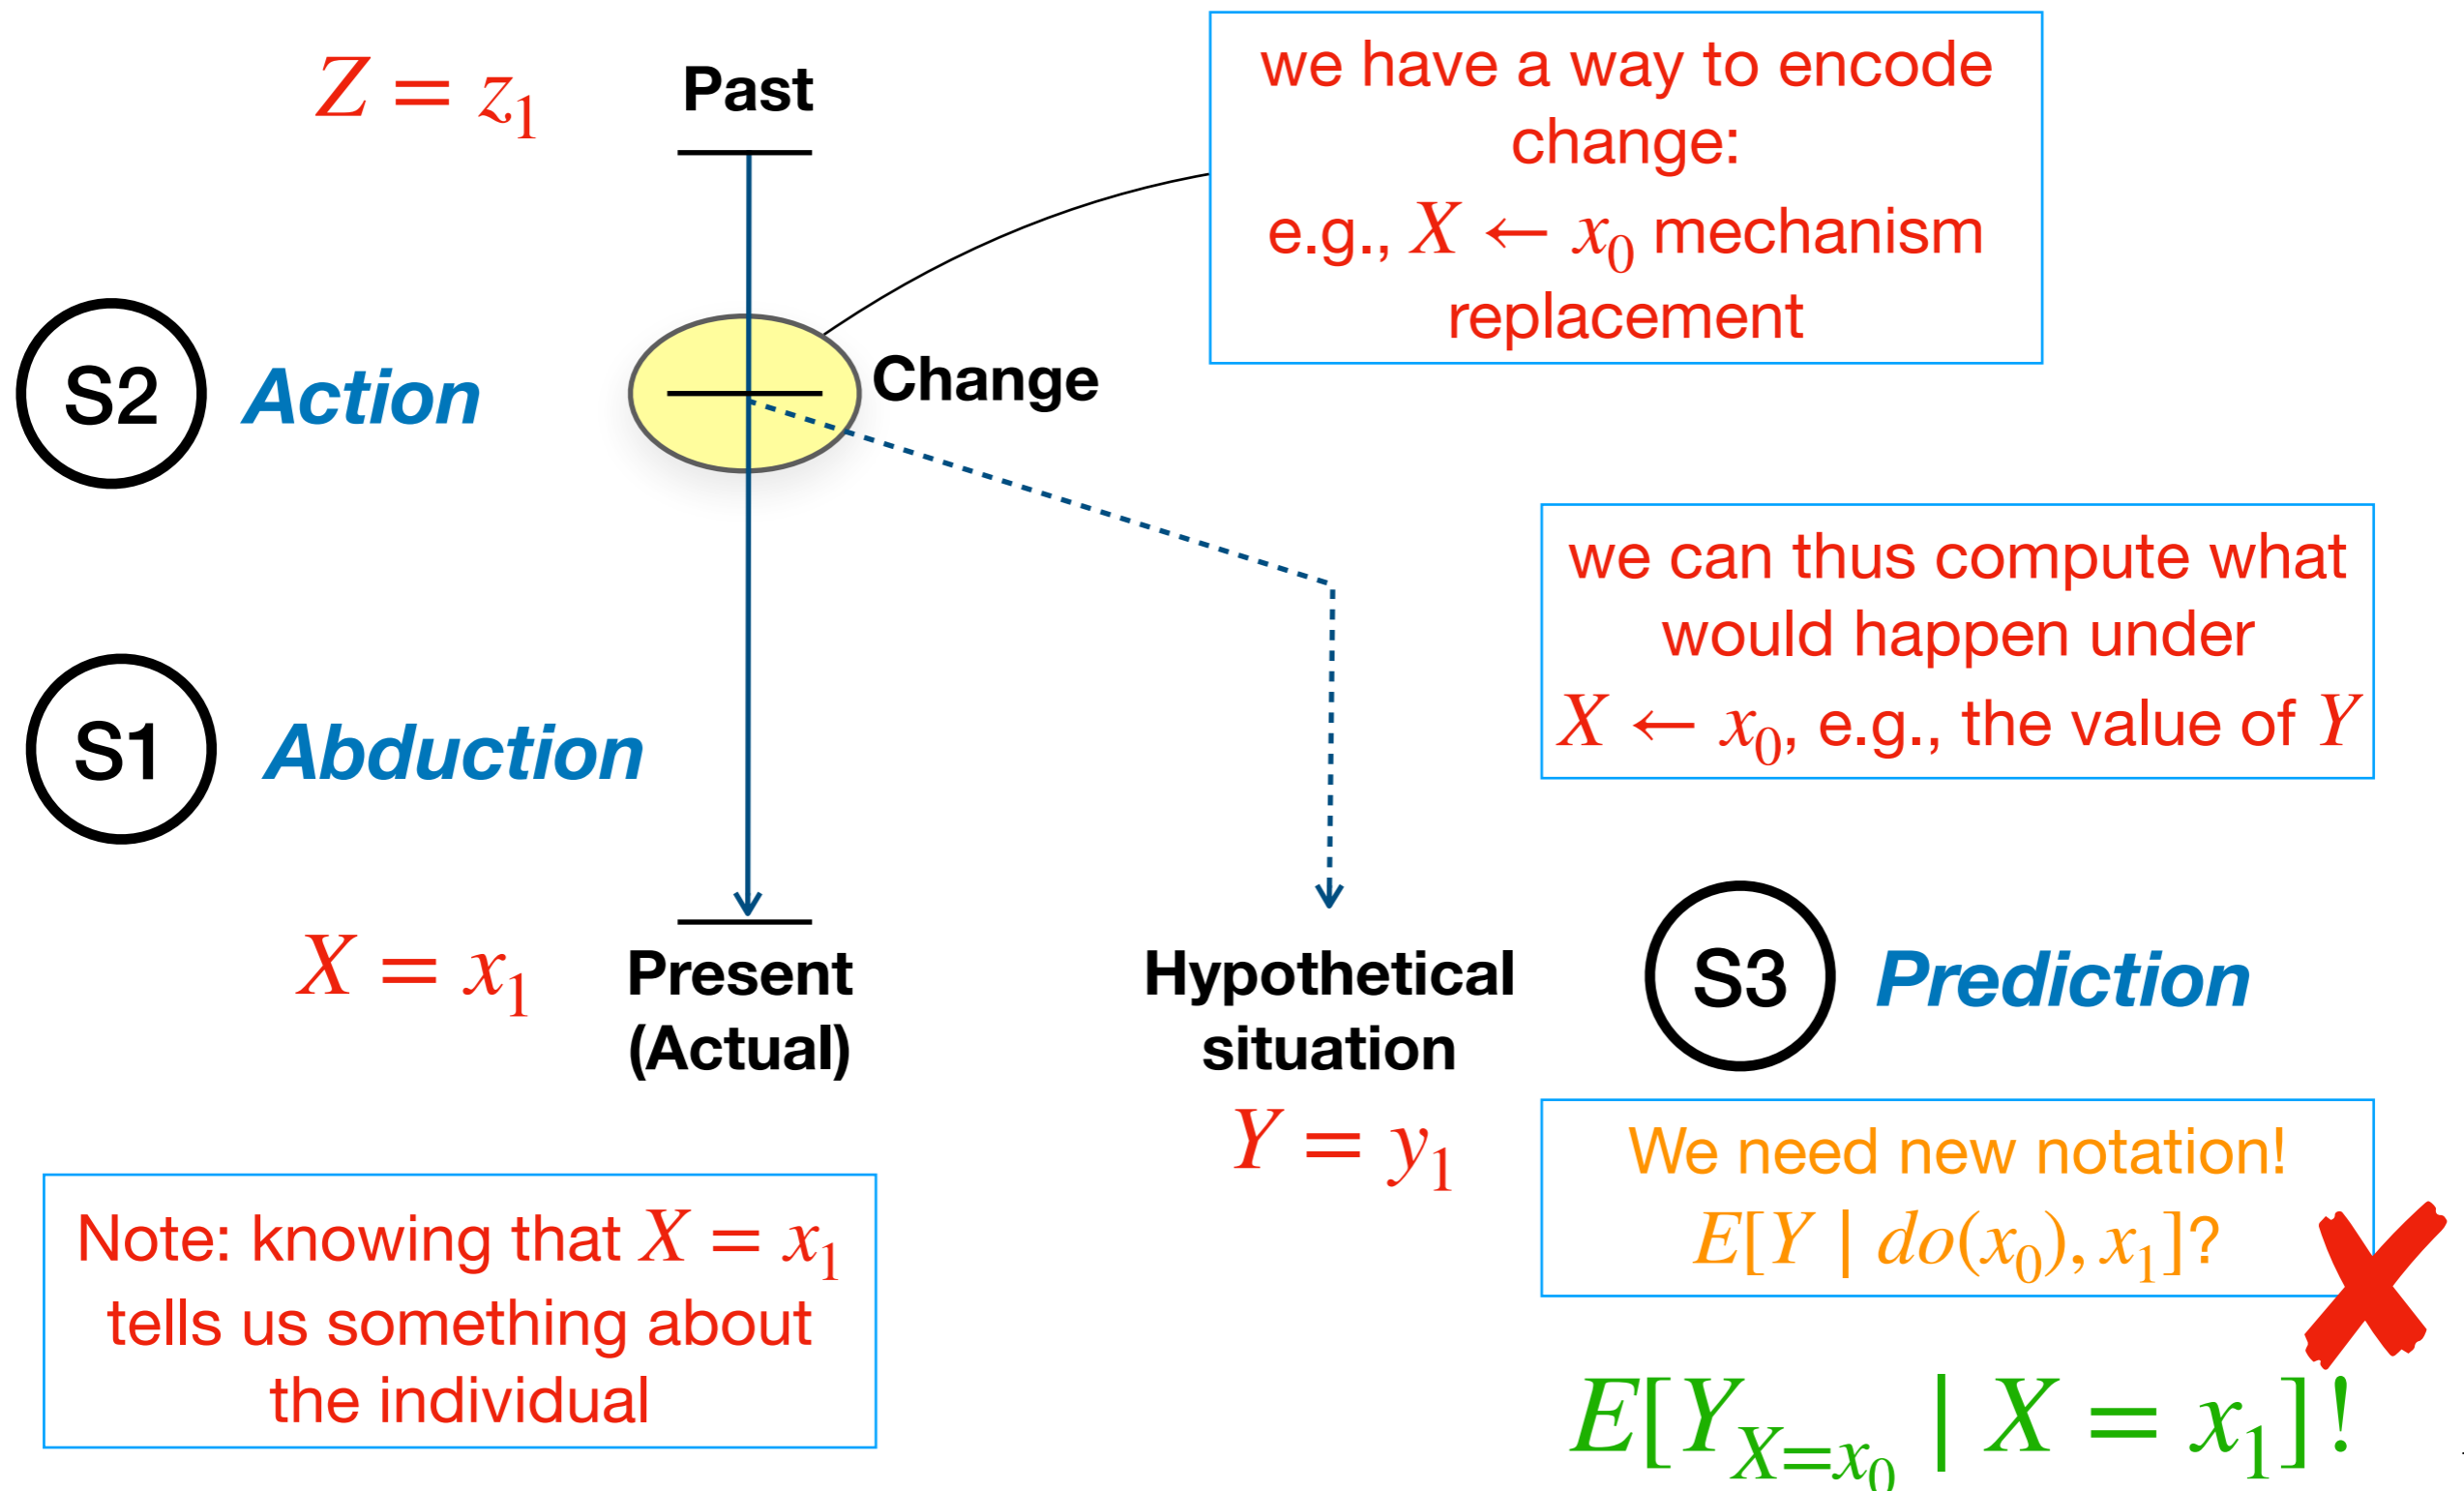 Z = z₁
Past
we have a way to encode
change:
e.g., X ← x₀ mechanism
replacement
S2
Action
Change
we can thus compute what
would happen under
X ← x₀, e.g., the value of Y
S1
Abduction
X = x₁
Present
(Actual)
Hypothetical
situation
Y = y₁
S3
Prediction
Note: knowing that X = x₁
tells us something about
the individual
We need new notation!
E[Y | do(x₀), x₁]?
E[Y_{X=x₀} | X = x₁]!